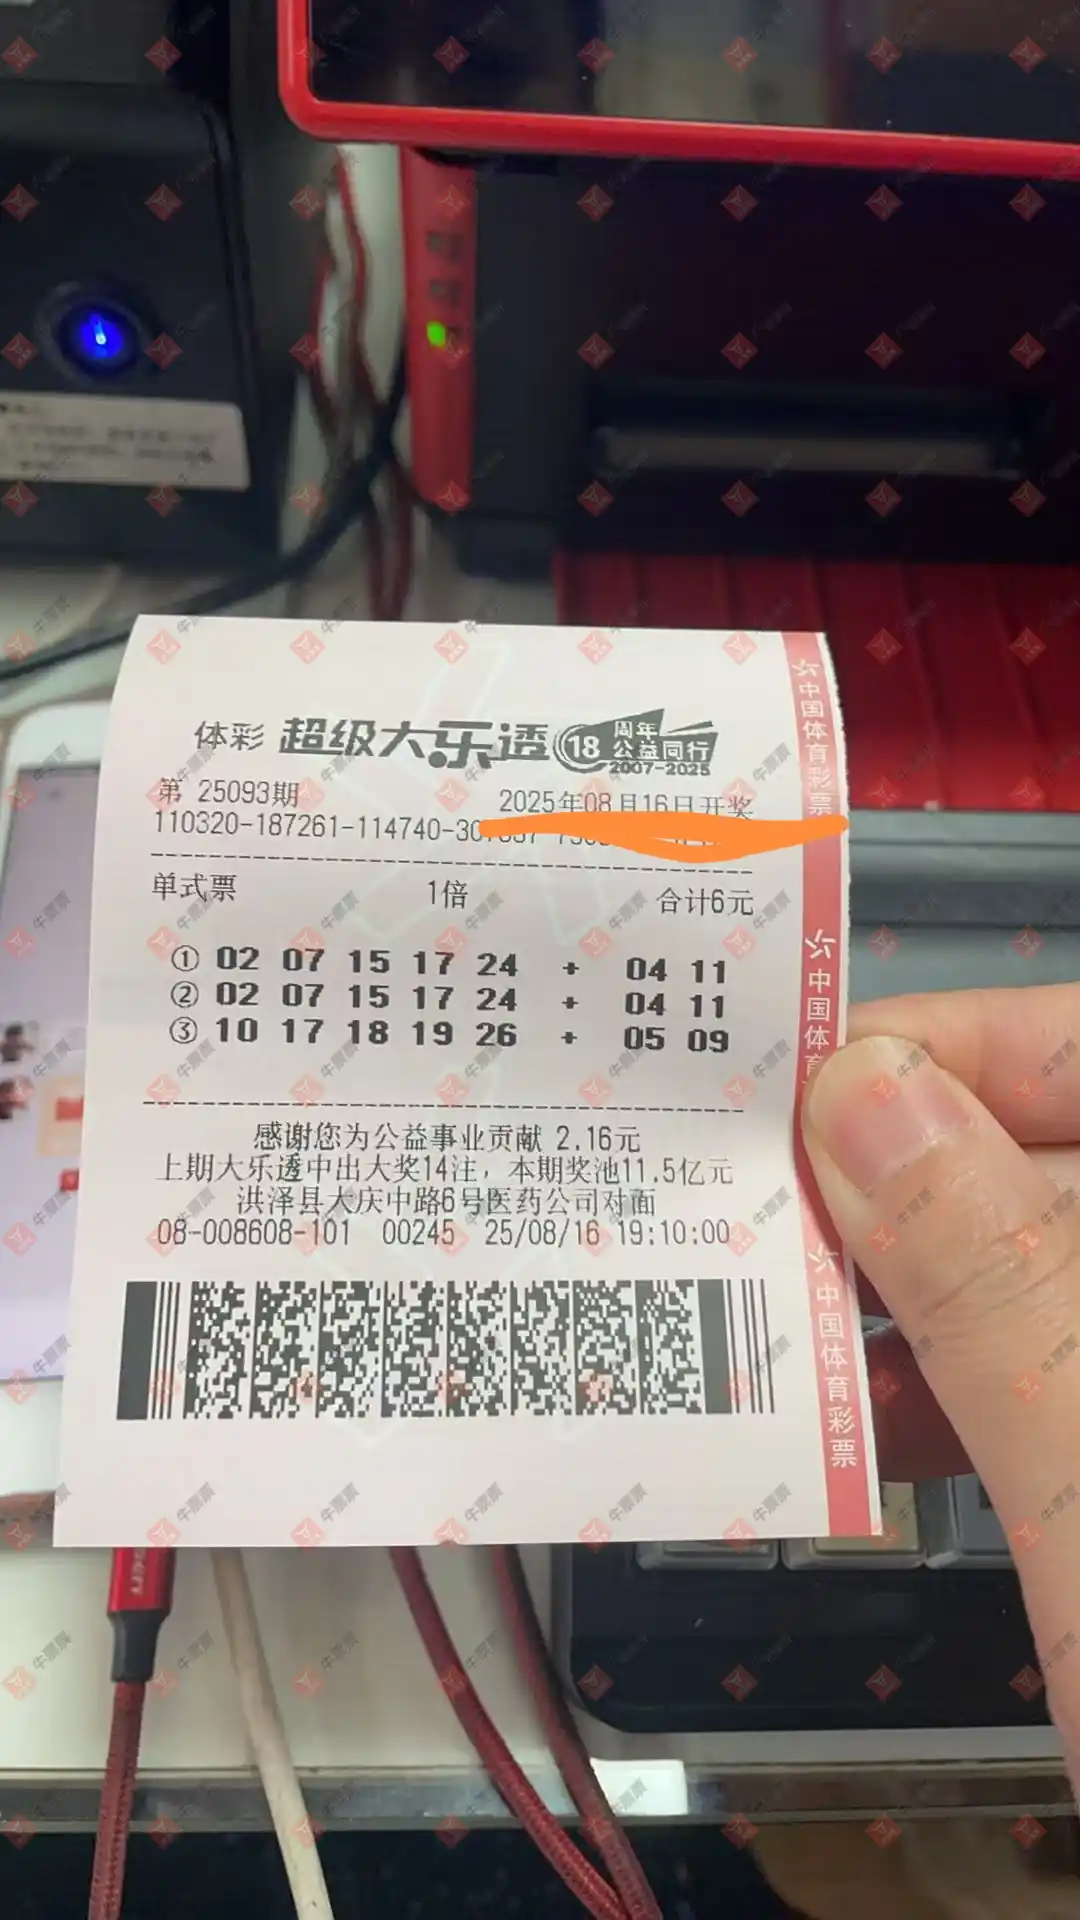 体彩 超级大乐透 18 周年 公益同行 2007-2025
第 25093期 2025年08月16日开奖
110320-187261-114740-30
单式票 1倍 合计6元
① 02 07 15 17 24 + 04 11
② 02 07 15 17 24 + 04 11
③ 10 17 18 19 26 + 05 09
感谢您为公益事业贡献 2.16元
上期大乐透中出大奖14注，本期奖池11.5亿元
洪泽县大庆中路6号医药公司对面
08-008608-101 00245 25/08/16 19:10:00
中国体育彩票
中国体育
中国体育彩票
牛票票